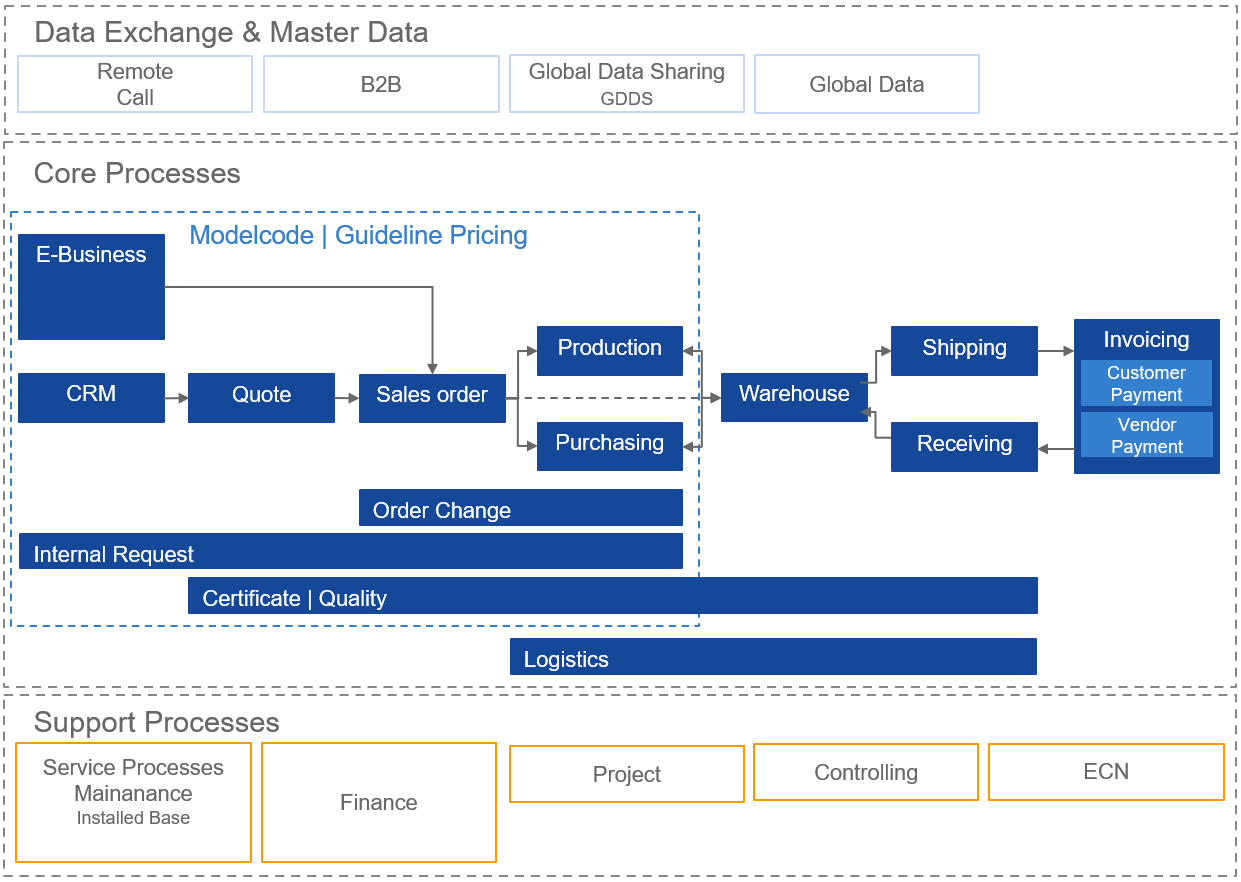 Data Exchange & Master Data
Remote
Call
B2B
Global Data Sharing
GDDS
Global Data
Core Processes
Modelcode | Guideline Pricing
E-Business
CRM
Quote
Sales order
Production
Purchasing
Warehouse
Shipping
Receiving
Invoicing
Customer
Payment
Vendor
Payment
Order Change
Internal Request
Certificate | Quality
Logistics
Support Processes
Service Processes
Mainanance
Installed Base
Finance
Project
Controlling
ECN